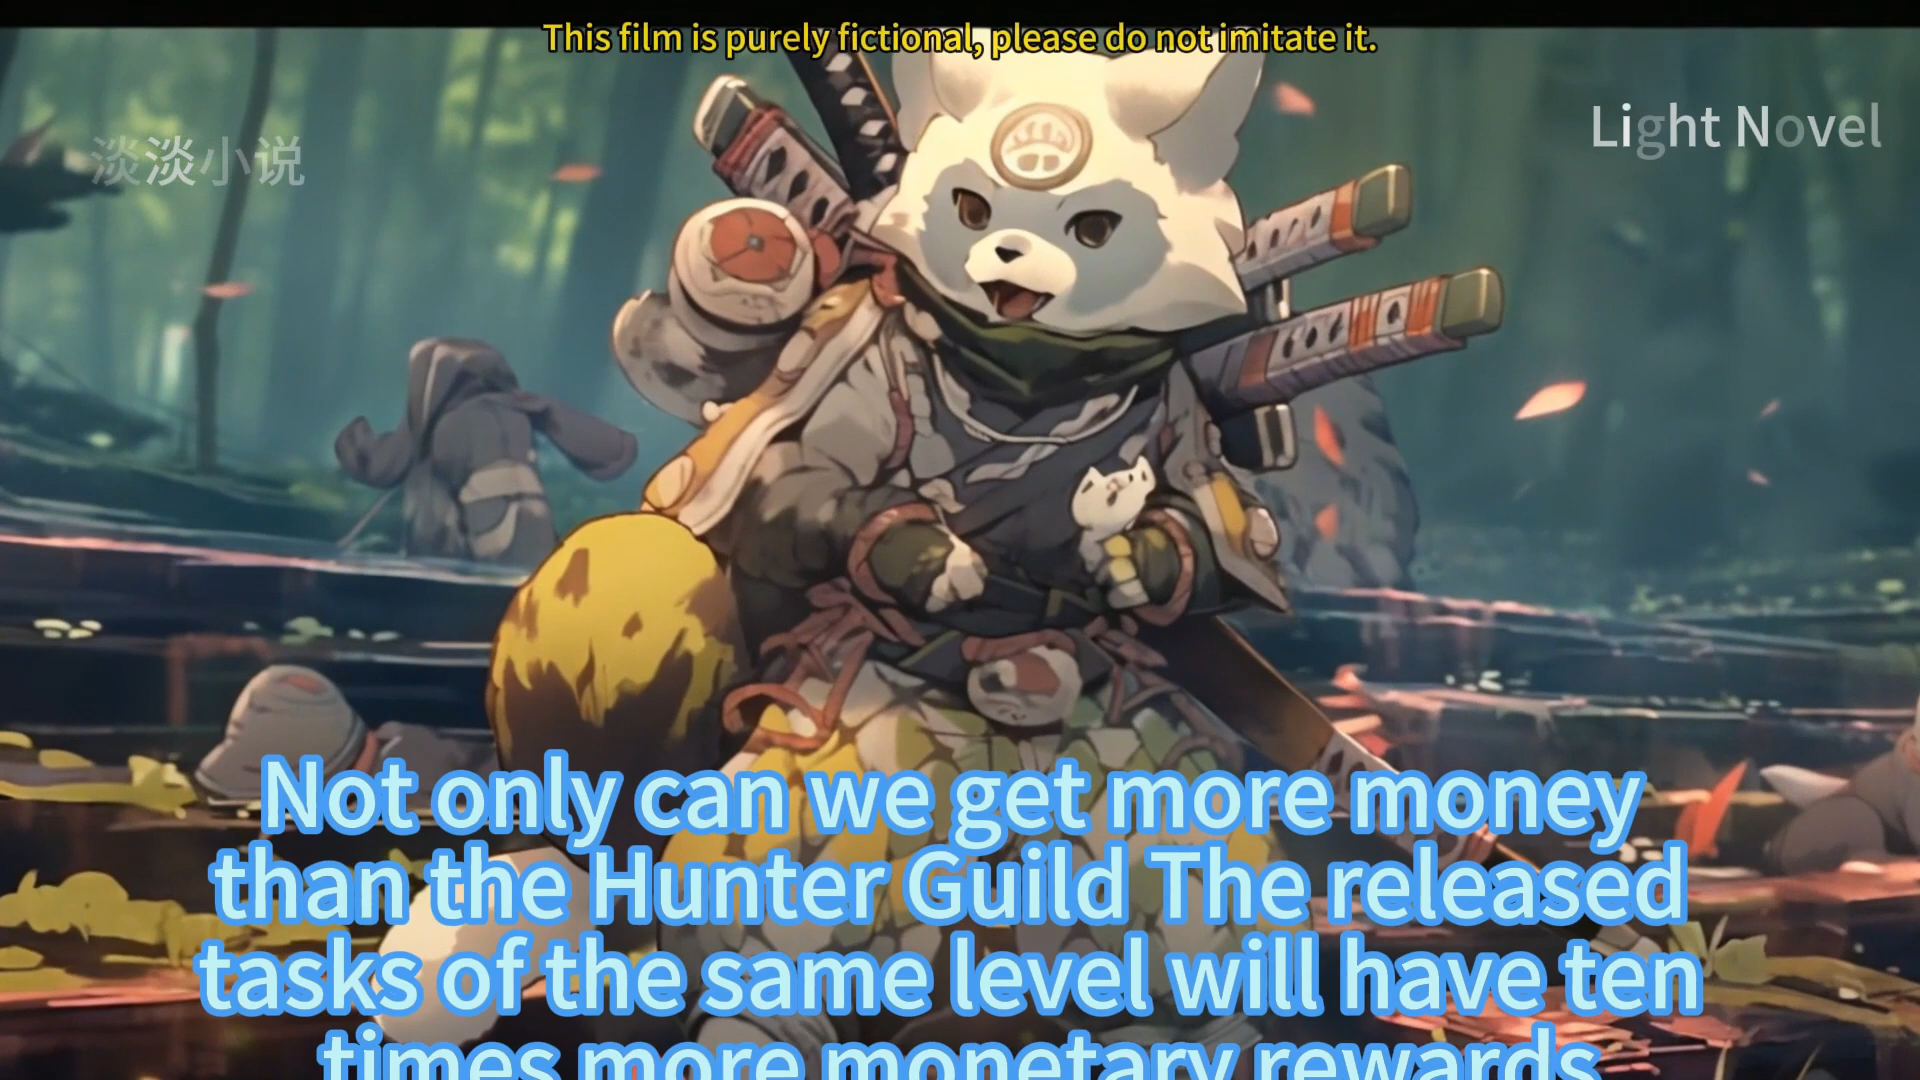 This film is purely fictional, please do not imitate it.
Light Novel
淡淡小说
Not only can we get more money
than the Hunter Guild The released
tasks of the same level will have ten
times more monetary rewards